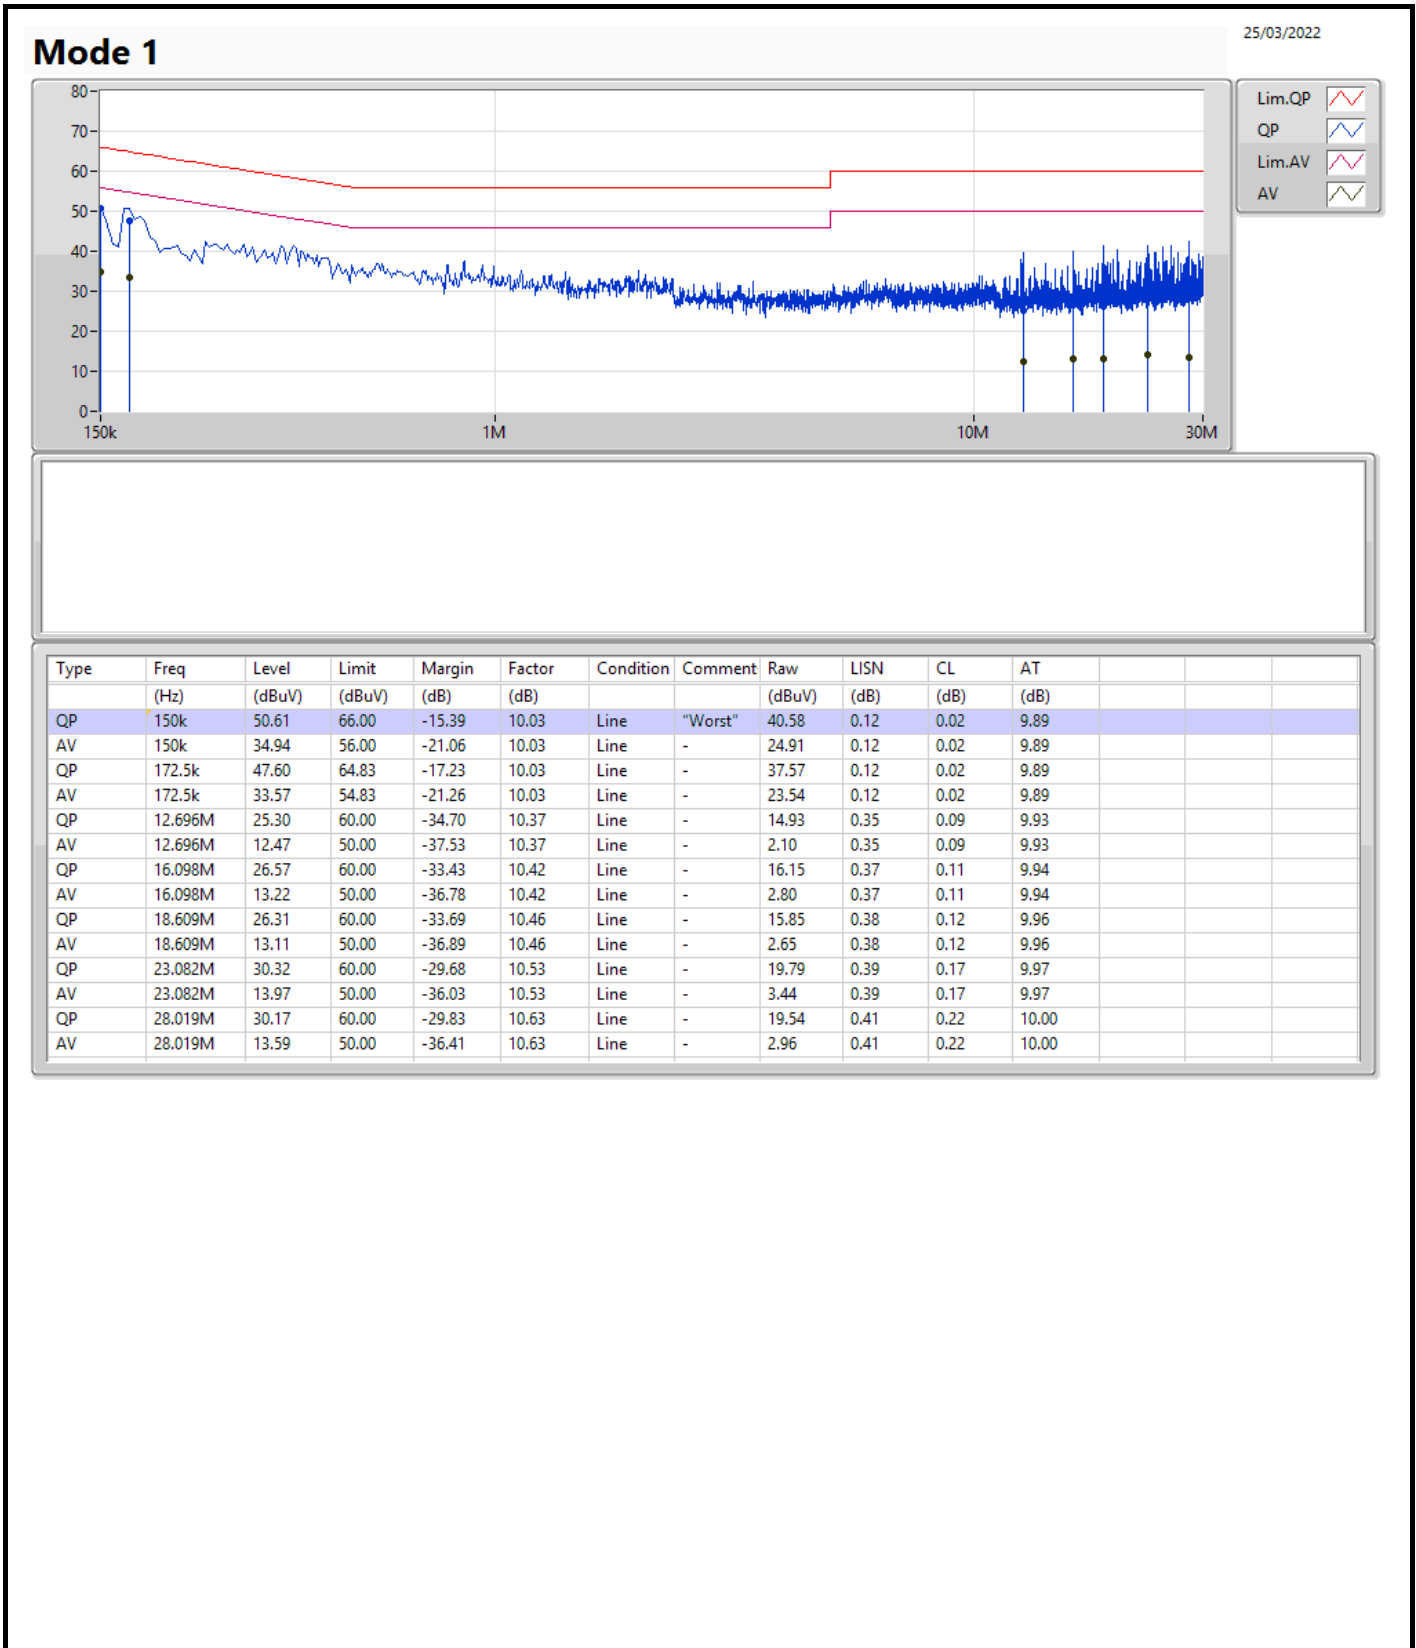 25/03/2022
Mode 1
80
70
60
50
40
30
20
10
0
150k 1M 10M 30M
Lim.QP
QP
Lim.AV
AV
Type Freq Level Limit Margin Factor Condition Comment Raw LISN CL AT
(Hz) (dBuV) (dBuV) (dB) (dB) (dBuV) (dB) (dB) (dB)
QP 150k 50.61 66.00 -15.39 10.03 Line "Worst" 40.58 0.12 0.02 9.89
AV 150k 34.94 56.00 -21.06 10.03 Line - 24.91 0.12 0.02 9.89
QP 172.5k 47.60 64.83 -17.23 10.03 Line - 37.57 0.12 0.02 9.89
AV 172.5k 33.57 54.83 -21.26 10.03 Line - 23.54 0.12 0.02 9.89
QP 12.696M 25.30 60.00 -34.70 10.37 Line - 14.93 0.35 0.09 9.93
AV 12.696M 12.47 50.00 -37.53 10.37 Line - 2.10 0.35 0.09 9.93
QP 16.098M 26.57 60.00 -33.43 10.42 Line - 16.15 0.37 0.11 9.94
AV 16.098M 13.22 50.00 -36.78 10.42 Line - 2.80 0.37 0.11 9.94
QP 18.609M 26.31 60.00 -33.69 10.46 Line - 15.85 0.38 0.12 9.96
AV 18.609M 13.11 50.00 -36.89 10.46 Line - 2.65 0.38 0.12 9.96
QP 23.082M 30.32 60.00 -29.68 10.53 Line - 19.79 0.39 0.17 9.97
AV 23.082M 13.97 50.00 -36.03 10.53 Line - 3.44 0.39 0.17 9.97
QP 28.019M 30.17 60.00 -29.83 10.63 Line - 19.54 0.41 0.22 10.00
AV 28.019M 13.59 50.00 -36.41 10.63 Line - 2.96 0.41 0.22 10.00